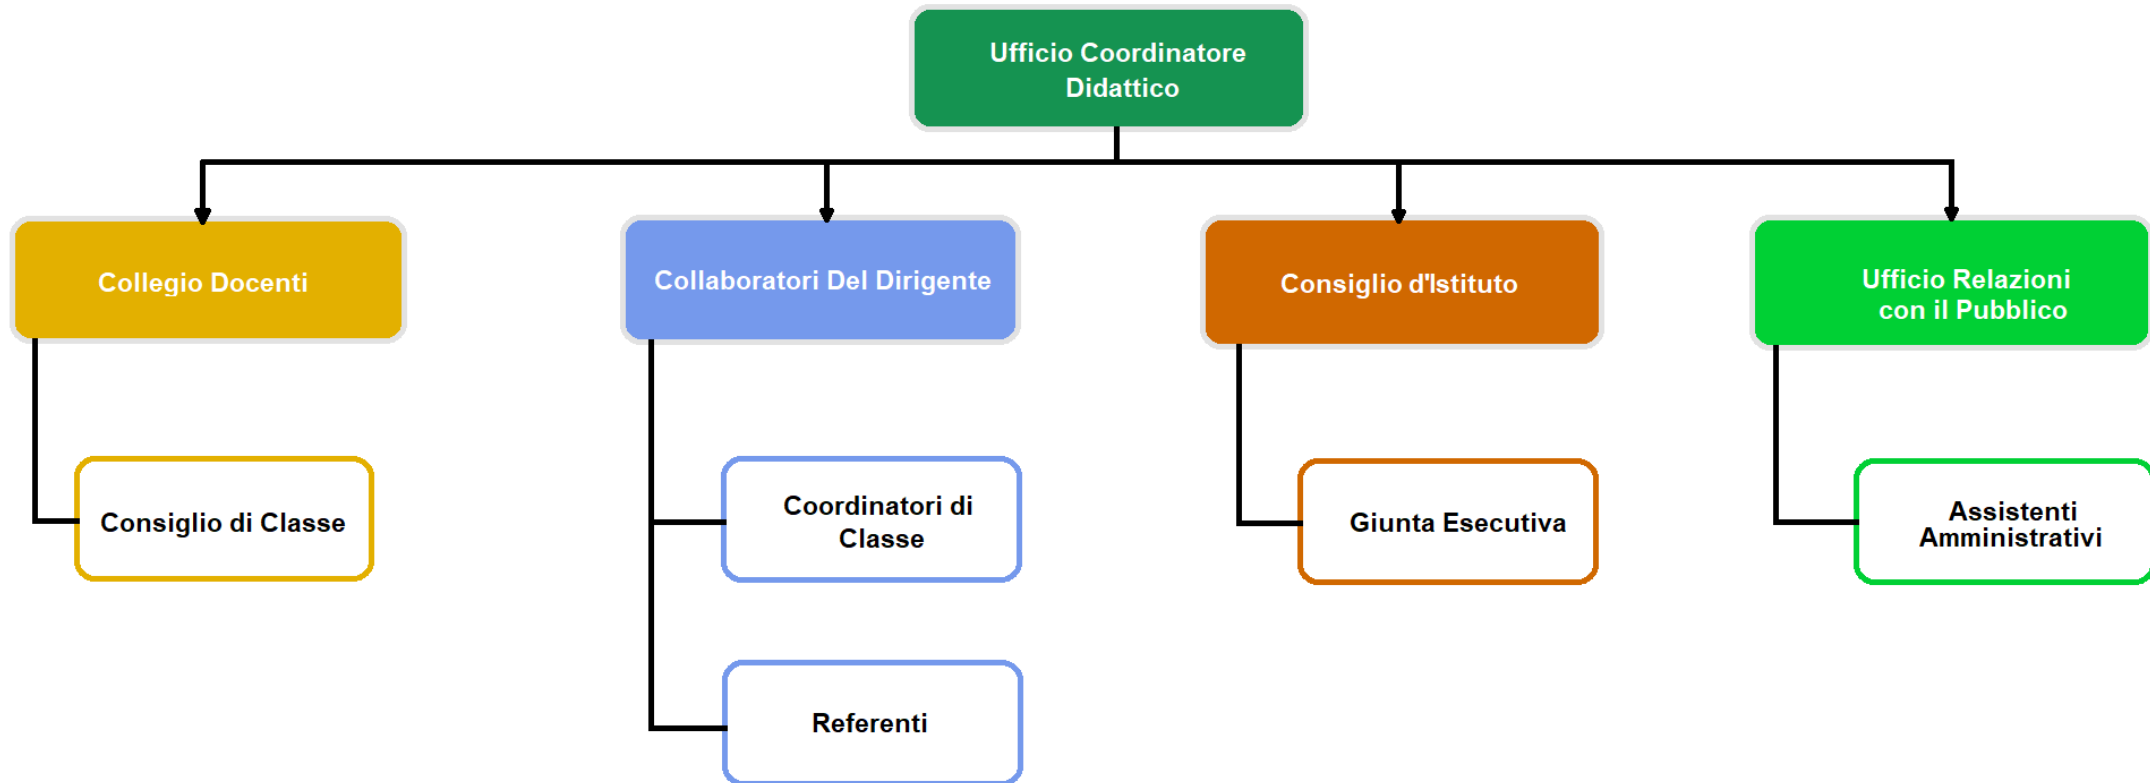 Ufficio Coordinatore
Didattico
Collegio Docenti
Collaboratori Del Dirigente
Consiglio d'Istituto
Ufficio Relazioni
con il Pubblico
Consiglio di Classe
Coordinatori di
Classe
Giunta Esecutiva
Assistenti
Amministrativi
Referenti